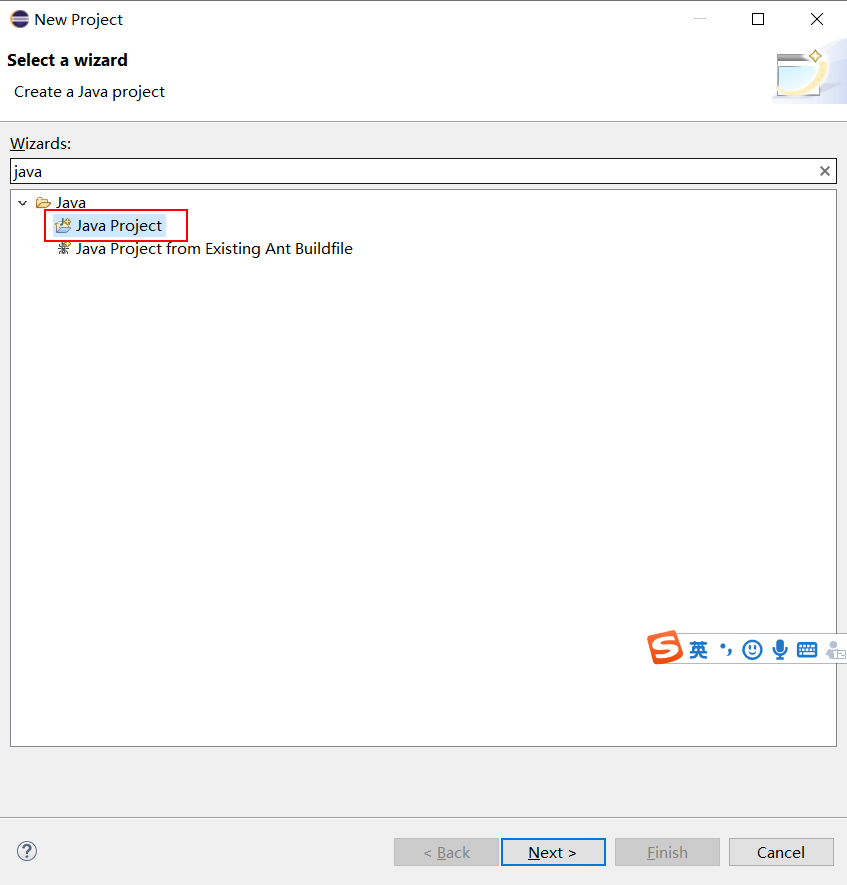 New Project
Select a wizard
Create a Java project
Wizards:
java
Java
Java Project
Java Project from Existing Ant Buildfile
S 英
?
< Back Next > Finish Cancel